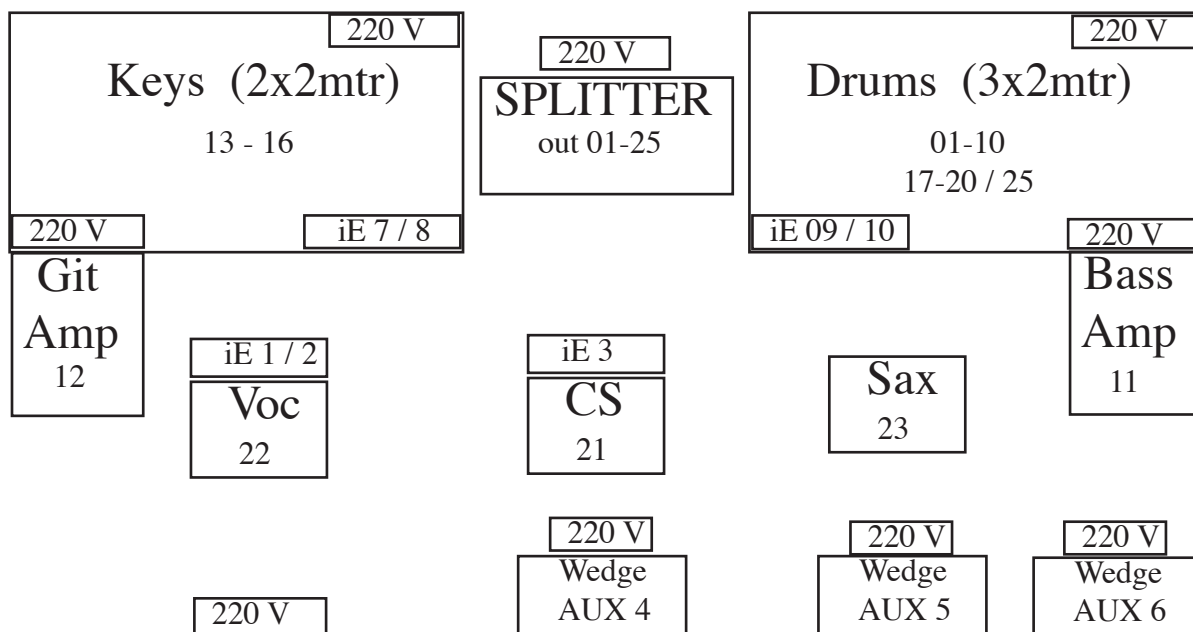 220 V
Keys (2x2mtr)
13 - 16
220 V
iE 7 / 8
220 V
SPLITTER
out 01-25
220 V
Drums (3x2mtr)
01-10
17-20 / 25
iE 09 / 10
220 V
Git
Amp
12
iE 1 / 2
Voc
22
iE 3
CS
21
Sax
23
Bass
Amp
11
220 V
220 V
Wedge
AUX 4
220 V
Wedge
AUX 5
220 V
Wedge
AUX 6